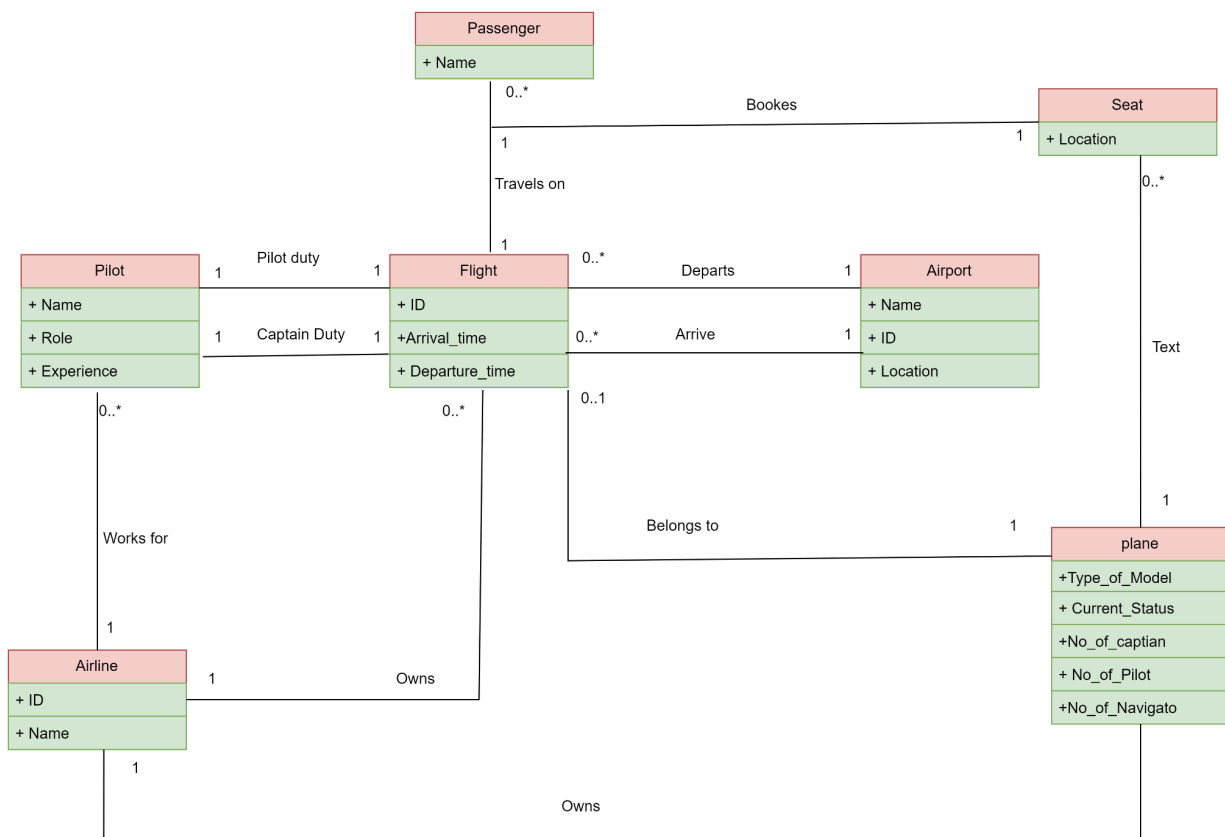 Passenger
+ Name
0..*
Bookes
Seat
+ Location
1
1
0..*
Travels on
1
Pilot
+ Name
+ Role
+ Experience
Pilot duty
1
1
Captain Duty
1
1
Flight
+ ID
+Arrival_time
+ Departure_time
0..*
Departs
1
0..*
Arrive
1
Airport
+ Name
+ ID
+ Location
Text
0..*
0..*
0..1
Works for
Belongs to
1
1
plane
+Type_of_Model
+ Current_Status
+No_of_captian
+ No_of_Pilot
+No_of_Navigato
1
Airline
+ ID
+ Name
1
Owns
1
Owns